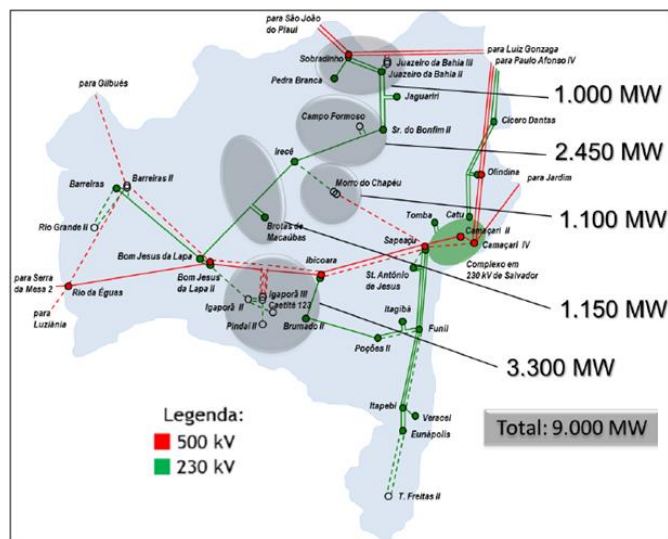 para São João
do Piauí
Sobradinho
Juazeiro da Bahia III
Juazeiro da Bahia II
Pedra Branca
para Luiz Gonzaga
para Paulo Afonso IV
para Gilbués
Jaguariri
1.000 MW
Campo Formoso
Sr. do Bonfim II
Cícero Dantas
2.450 MW
Irecê
Morro do Chapéu
Olindina
para Jardim
Barreiras
Barreiras II
1.100 MW
Rio Grande II
Brotas de
Macaúbas
Tomba
Catu
Camaçari II
Sapeaçu
Camaçari IV
Complexo em
230 kV de Salvador
Bom Jesus da Lapa
Ibicoara
St. Antônio
de Jesus
para Serra
da Mesa 2
Rio da Éguas
Bom Jesus
da Lapa II
Igaporã III
Caetité 123
Igaporã II
Pindaí II
Brumado II
Itagibá
Funil
Poções II
1.150 MW
para
Luziânia
3.300 MW
Legenda:
500 kV
230 kV
Itapebi
Veracel
Eunápolis
Total: 9.000 MW
T. Freitas II